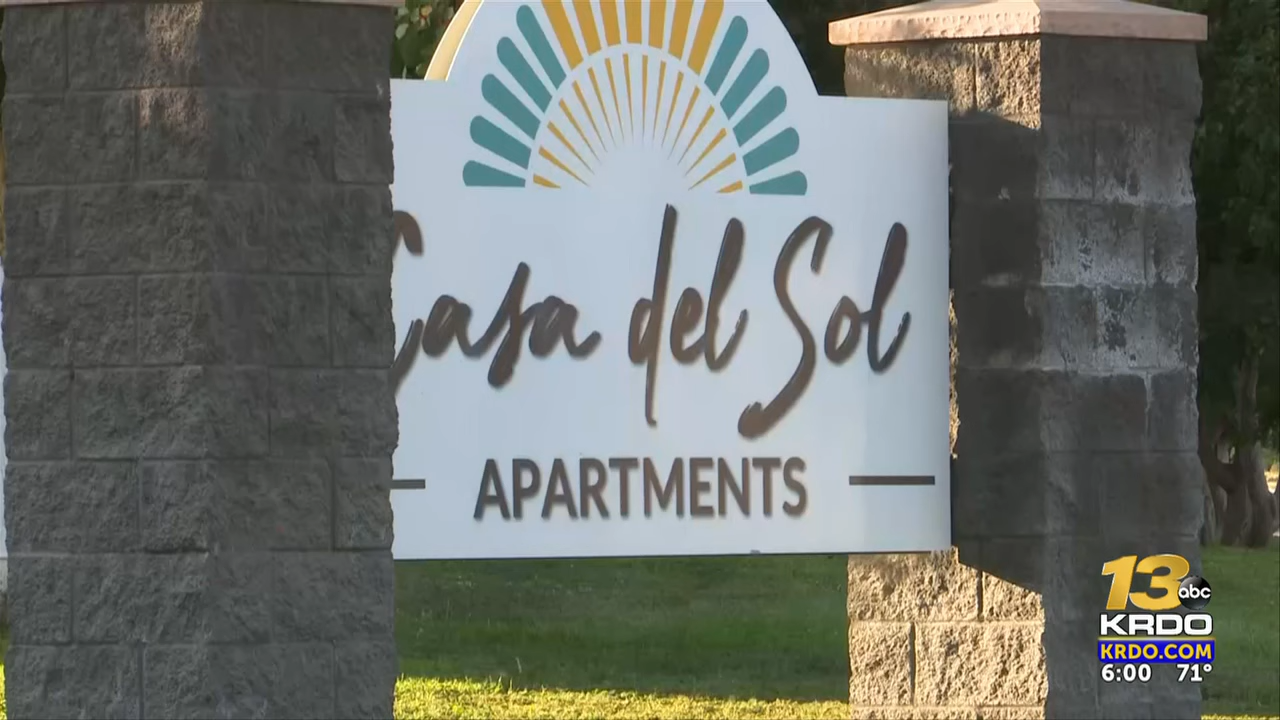 Casa del Sol
APARTMENTS
13 abc
KRDO
KRDO.COM
6:00 71°